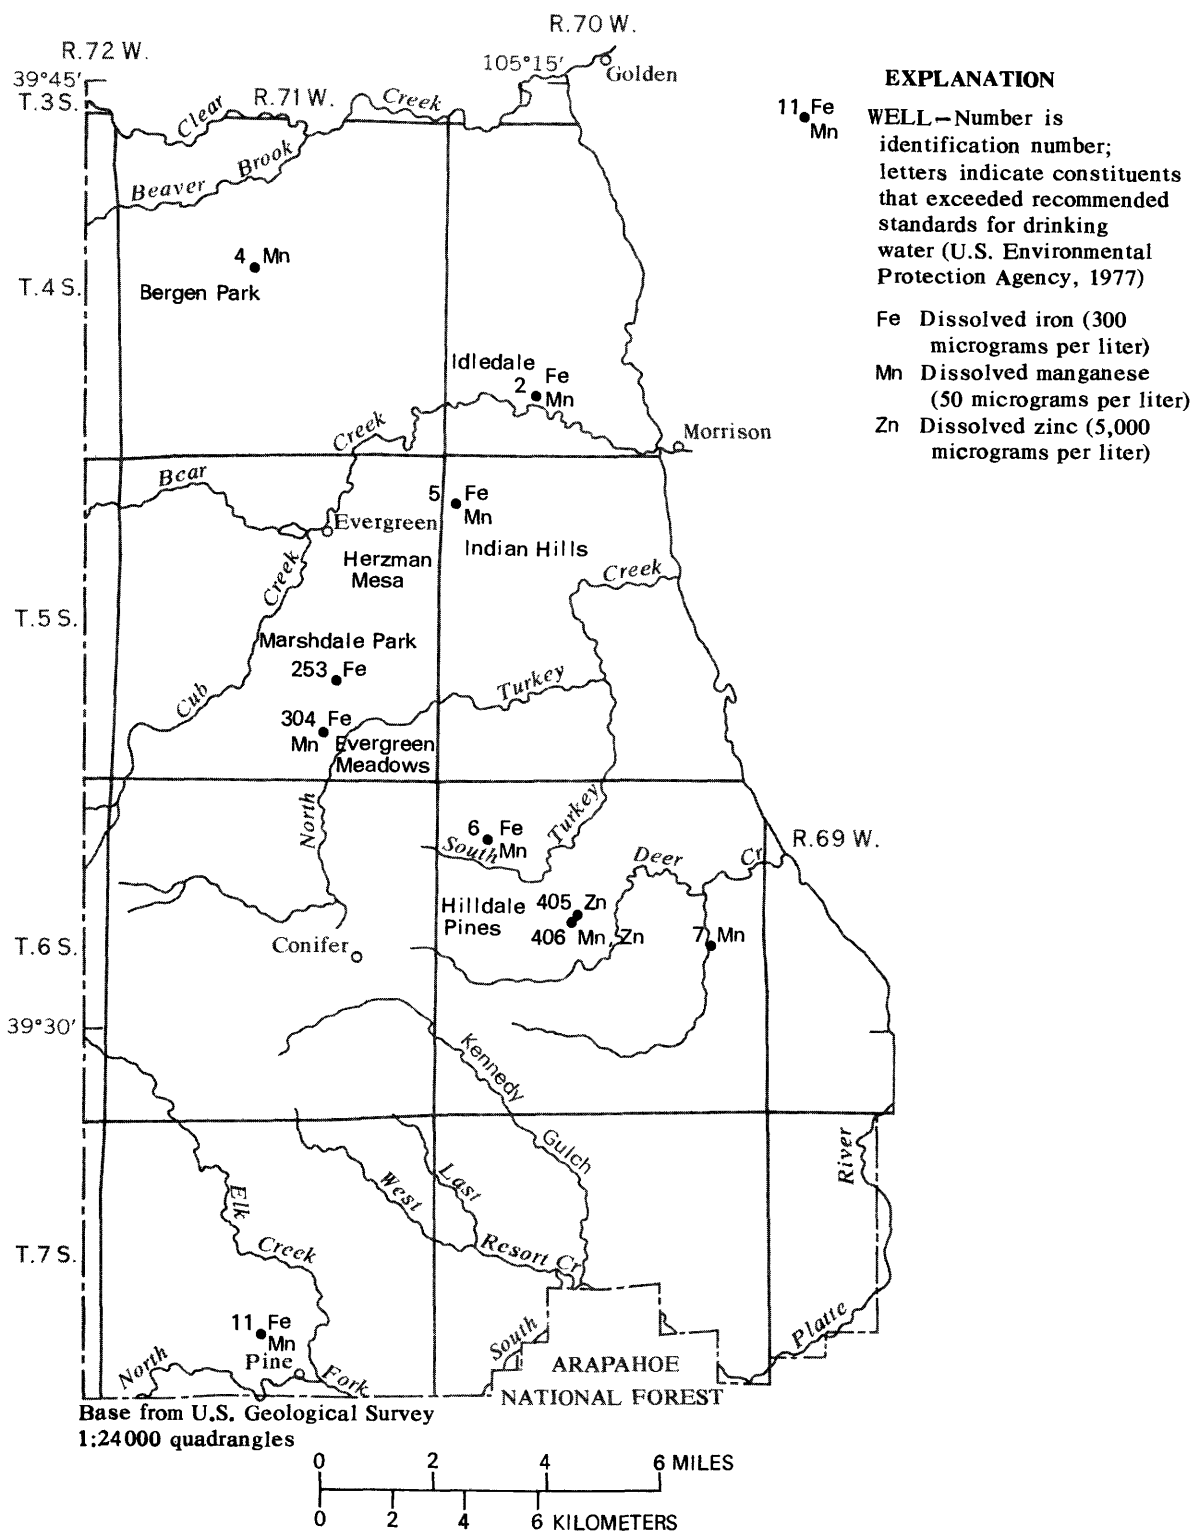 R.70 W.
R.72 W.
105°15'
Golden
39°45'
T.3 S.
R.71 W.
Creek
Clear
Brook
Beaver
4 Mn
Bergen Park
T.4 S.
Idledale
2 Fe
Mn
Creek
Morrison
Bear
5 Fe
Mn
Evergreen
Indian Hills
Herzman
Mesa
Creek
Creek
T.5 S.
Marshdale Park
253 Fe
Turkey
Cub
304 Fe
Mn
Evergreen
Meadows
North
Turkey
6 Fe
Mn
South
R.69 W.
Deer
Cr
Hilldale
Pines
405 Zn
406 Mn, Zn
7 Mn
T.6 S.
Conifer
39°30'
Kennedy
Gulch
River
Last
West
Elk
Creek
Resort Cr
T.7 S.
11 Fe
Mn
Pine
North
Fork
South
Platte
ARAPAHOE
NATIONAL FOREST
EXPLANATION
11 Fe
Mn
WELL—Number is
identification number;
letters indicate constituents
that exceeded recommended
standards for drinking
water (U.S. Environmental
Protection Agency, 1977)
Fe Dissolved iron (300
micrograms per liter)
Mn Dissolved manganese
(50 micrograms per liter)
Zn Dissolved zinc (5,000
micrograms per liter)
Base from U.S. Geological Survey
1:24000 quadrangles
0 2 4 6 MILES
0 2 4 6 KILOMETERS